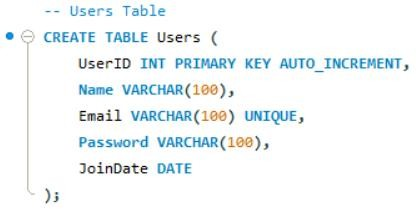 -- Users Table
CREATE TABLE Users (
UserID INT PRIMARY KEY AUTO_INCREMENT,
Name VARCHAR(100),
Email VARCHAR(100) UNIQUE,
Password VARCHAR(100),
JoinDate DATE
);